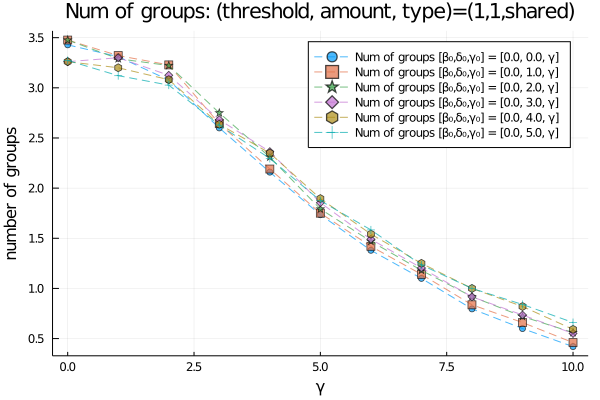 Num of groups: (threshold, amount, type)=(1,1,shared)
3.5
3.0
2.5
2.0
1.5
1.0
0.5
number of groups
Num of groups [β₀,δ₀,γ₀] = [0.0, 0.0, γ]
Num of groups [β₀,δ₀,γ₀] = [0.0, 1.0, γ]
Num of groups [β₀,δ₀,γ₀] = [0.0, 2.0, γ]
Num of groups [β₀,δ₀,γ₀] = [0.0, 3.0, γ]
Num of groups [β₀,δ₀,γ₀] = [0.0, 4.0, γ]
Num of groups [β₀,δ₀,γ₀] = [0.0, 5.0, γ]
0.0 2.5 5.0 7.5 10.0
γ